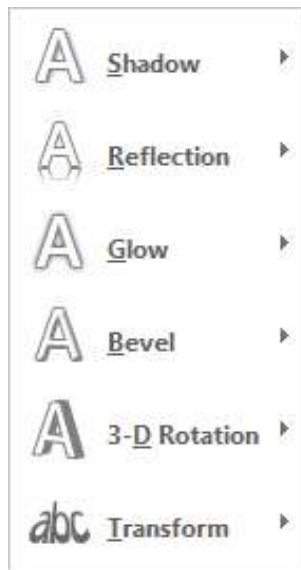 Shadow
Reflection
Glow
Bevel
3-D Rotation
abc Transform